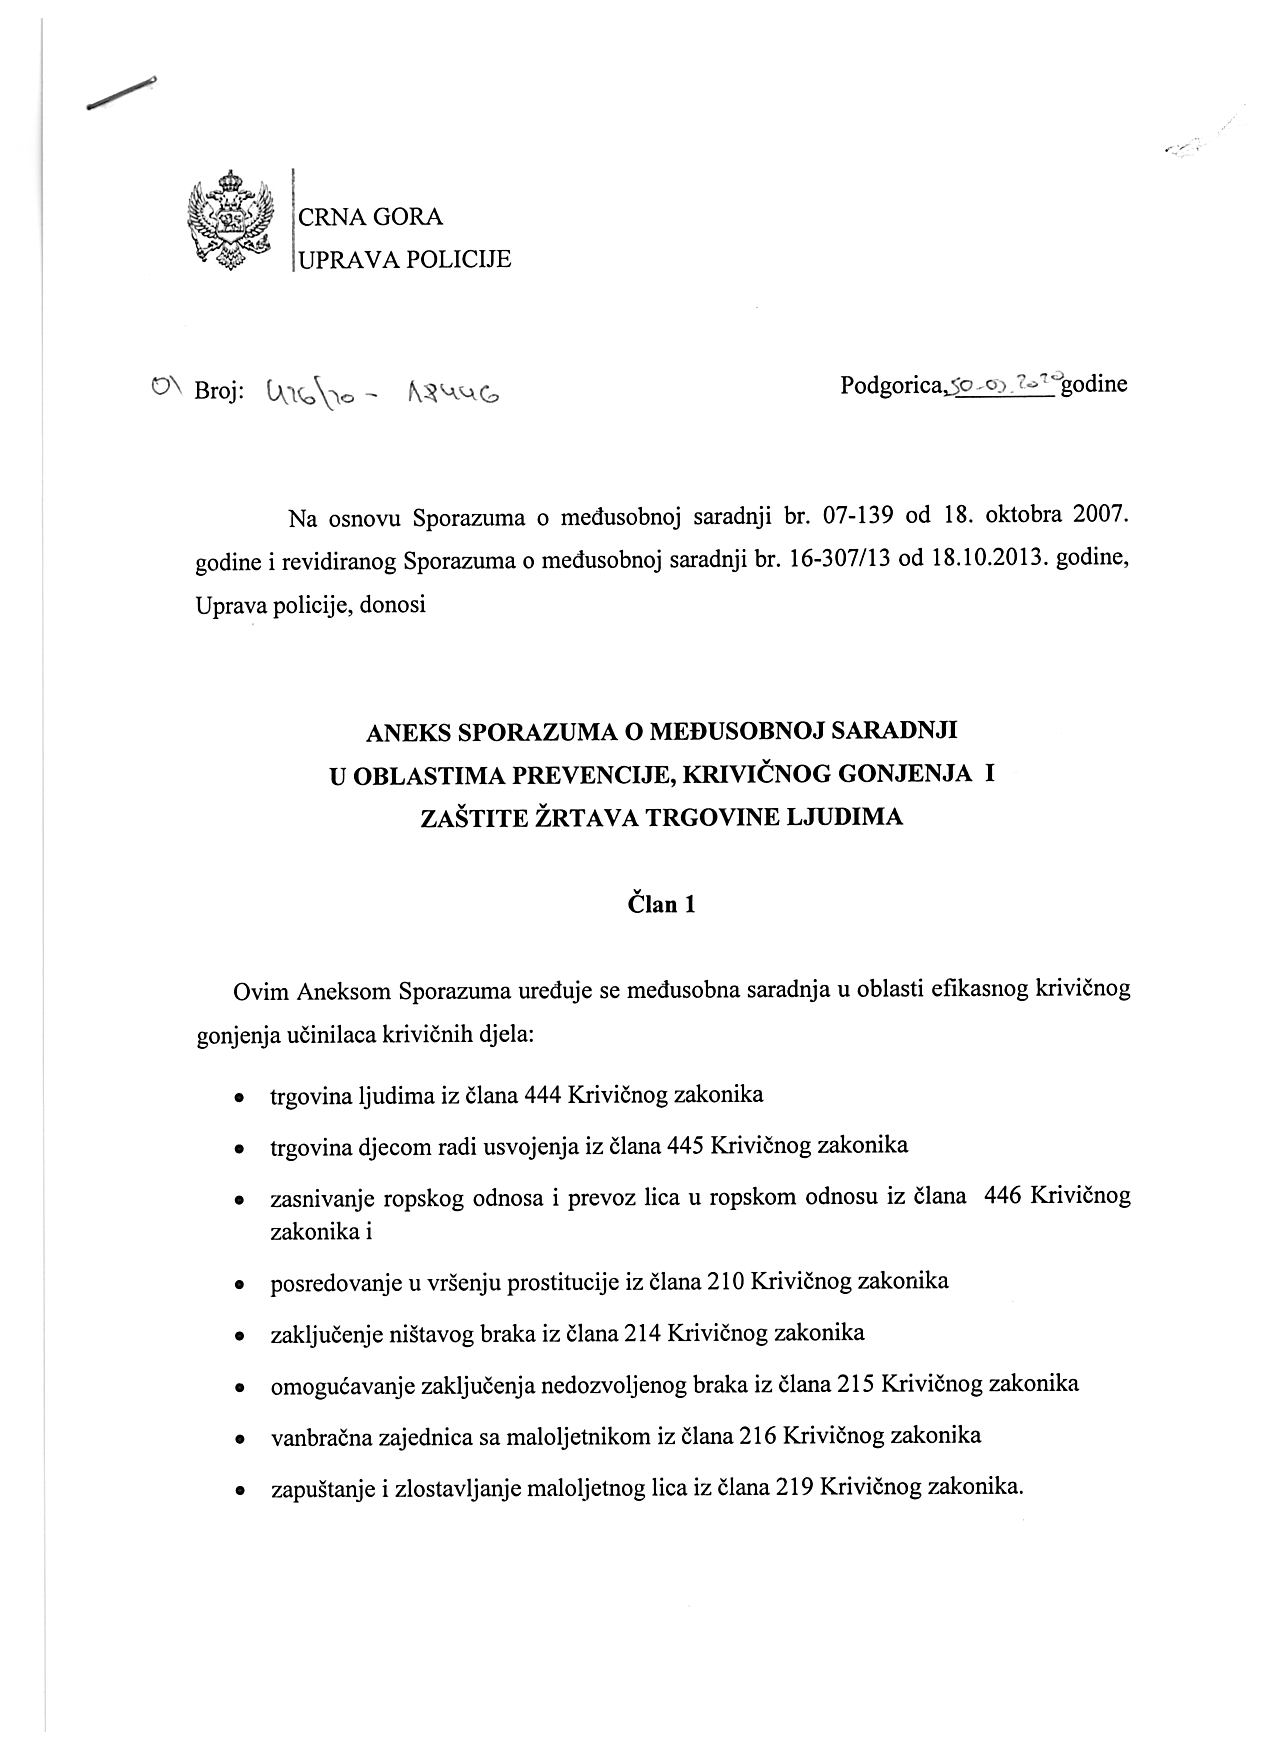 CRNA GORA
UPRAVA POLICIJE
01 Broj:
Podgorica, godine
Na osnovu Sporazuma o međusobnoj saradnji br. 07-139 od 18. oktobra 2007.
godine i revidiranog Sporazuma o međusobnoj saradnji br. 16-307/13 od 18.10.2013. godine,
Uprava policije, donosi
ANEKS SPORAZUMA O MEĐUSOBNOJ SARADNJI
U OBLASTIMA PREVENCIJE, KRIVIČNOG GONJENJA I
ZAŠTITE ŽRTAVA TRGOVINE LJUDIMA
Član 1
Ovim Aneksom Sporazuma uređuje se međusobna saradnja u oblasti efikasnog krivičnog
gonjenja učinilaca krivičnih djela:
• trgovina ljudima iz člana 444 Krivičnog zakonika
• trgovina djecom radi usvojenja iz člana 445 Krivičnog zakonika
• zasnivanje ropskog odnosa i prevoz lica u ropskom odnosu iz člana 446 Krivičnog
zakonika i
• posredovanje u vršenju prostitucije iz člana 210 Krivičnog zakonika
• zaključenje ništavog braka iz člana 214 Krivičnog zakonika
• omogućavanje zaključenja nedozvoljenog braka iz člana 215 Krivičnog zakonika
• vanbračna zajednica sa maloljetnikom iz člana 216 Krivičnog zakonika
• zapuštanje i zlostavljanje maloljetnog lica iz člana 219 Krivičnog zakonika.